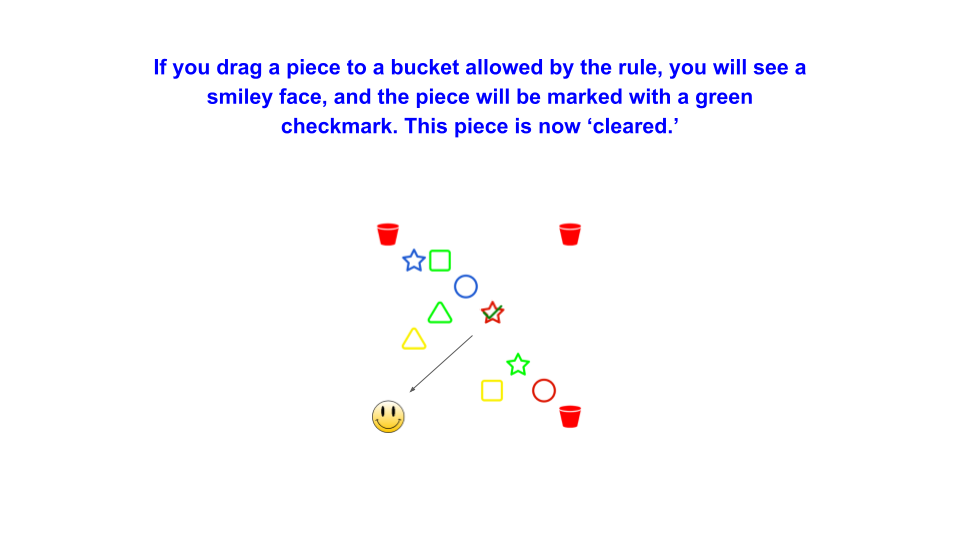 If you drag a piece to a bucket allowed by the rule, you will see a
smiley face, and the piece will be marked with a green
checkmark. This piece is now ‘cleared.’